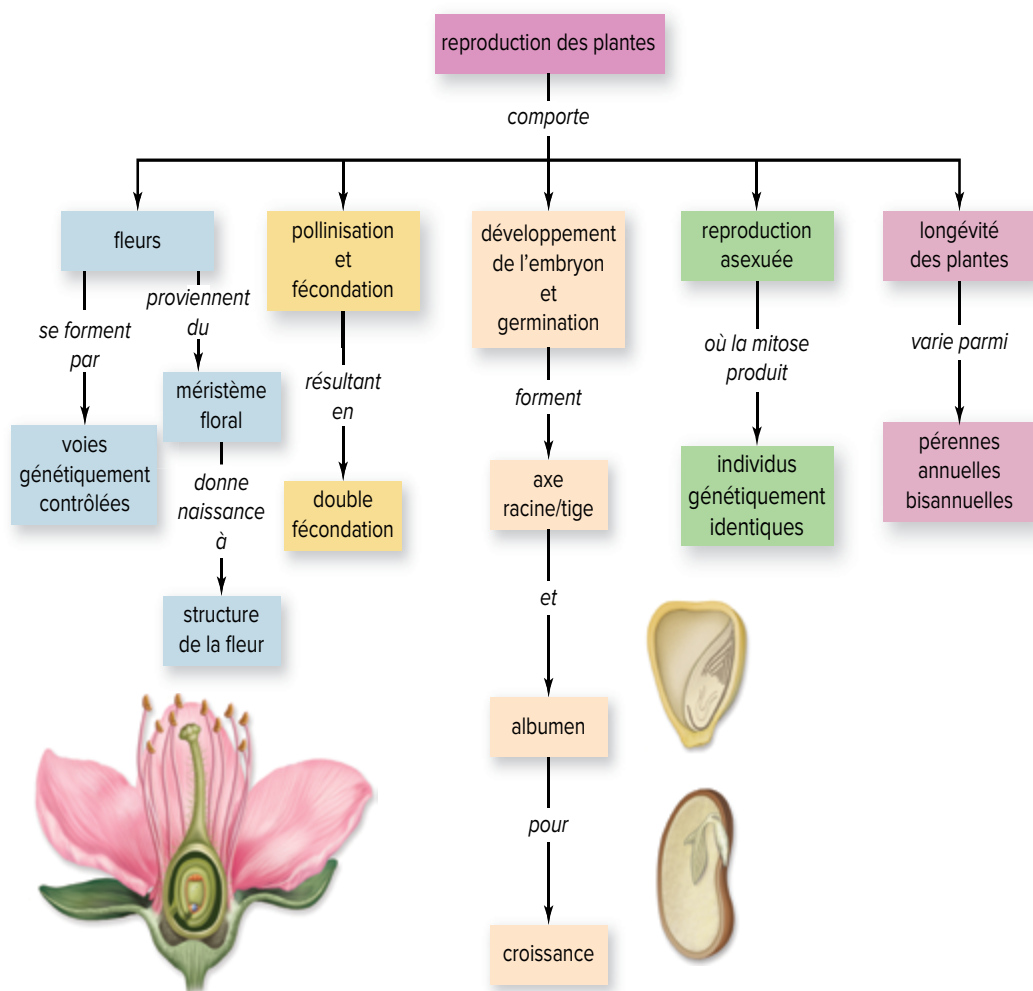 reproduction des plantes
comporte
fleurs
se forment
par
voies
génétiquement
contrôlées
proviennent
du
méristème
floral
donne
naissance
à
structure
de la fleur
pollinisation
et
fécondation
résultant
en
double
fécondation
développement
de l'embryon
et
germination
forment
axe
racine/tige
et
albumen
pour
croissance
reproduction
asexuée
où la mitose
produit
individus
génétiquement
identiques
longévité
des plantes
varie parmi
pérennes
annuelles
bisannuelles